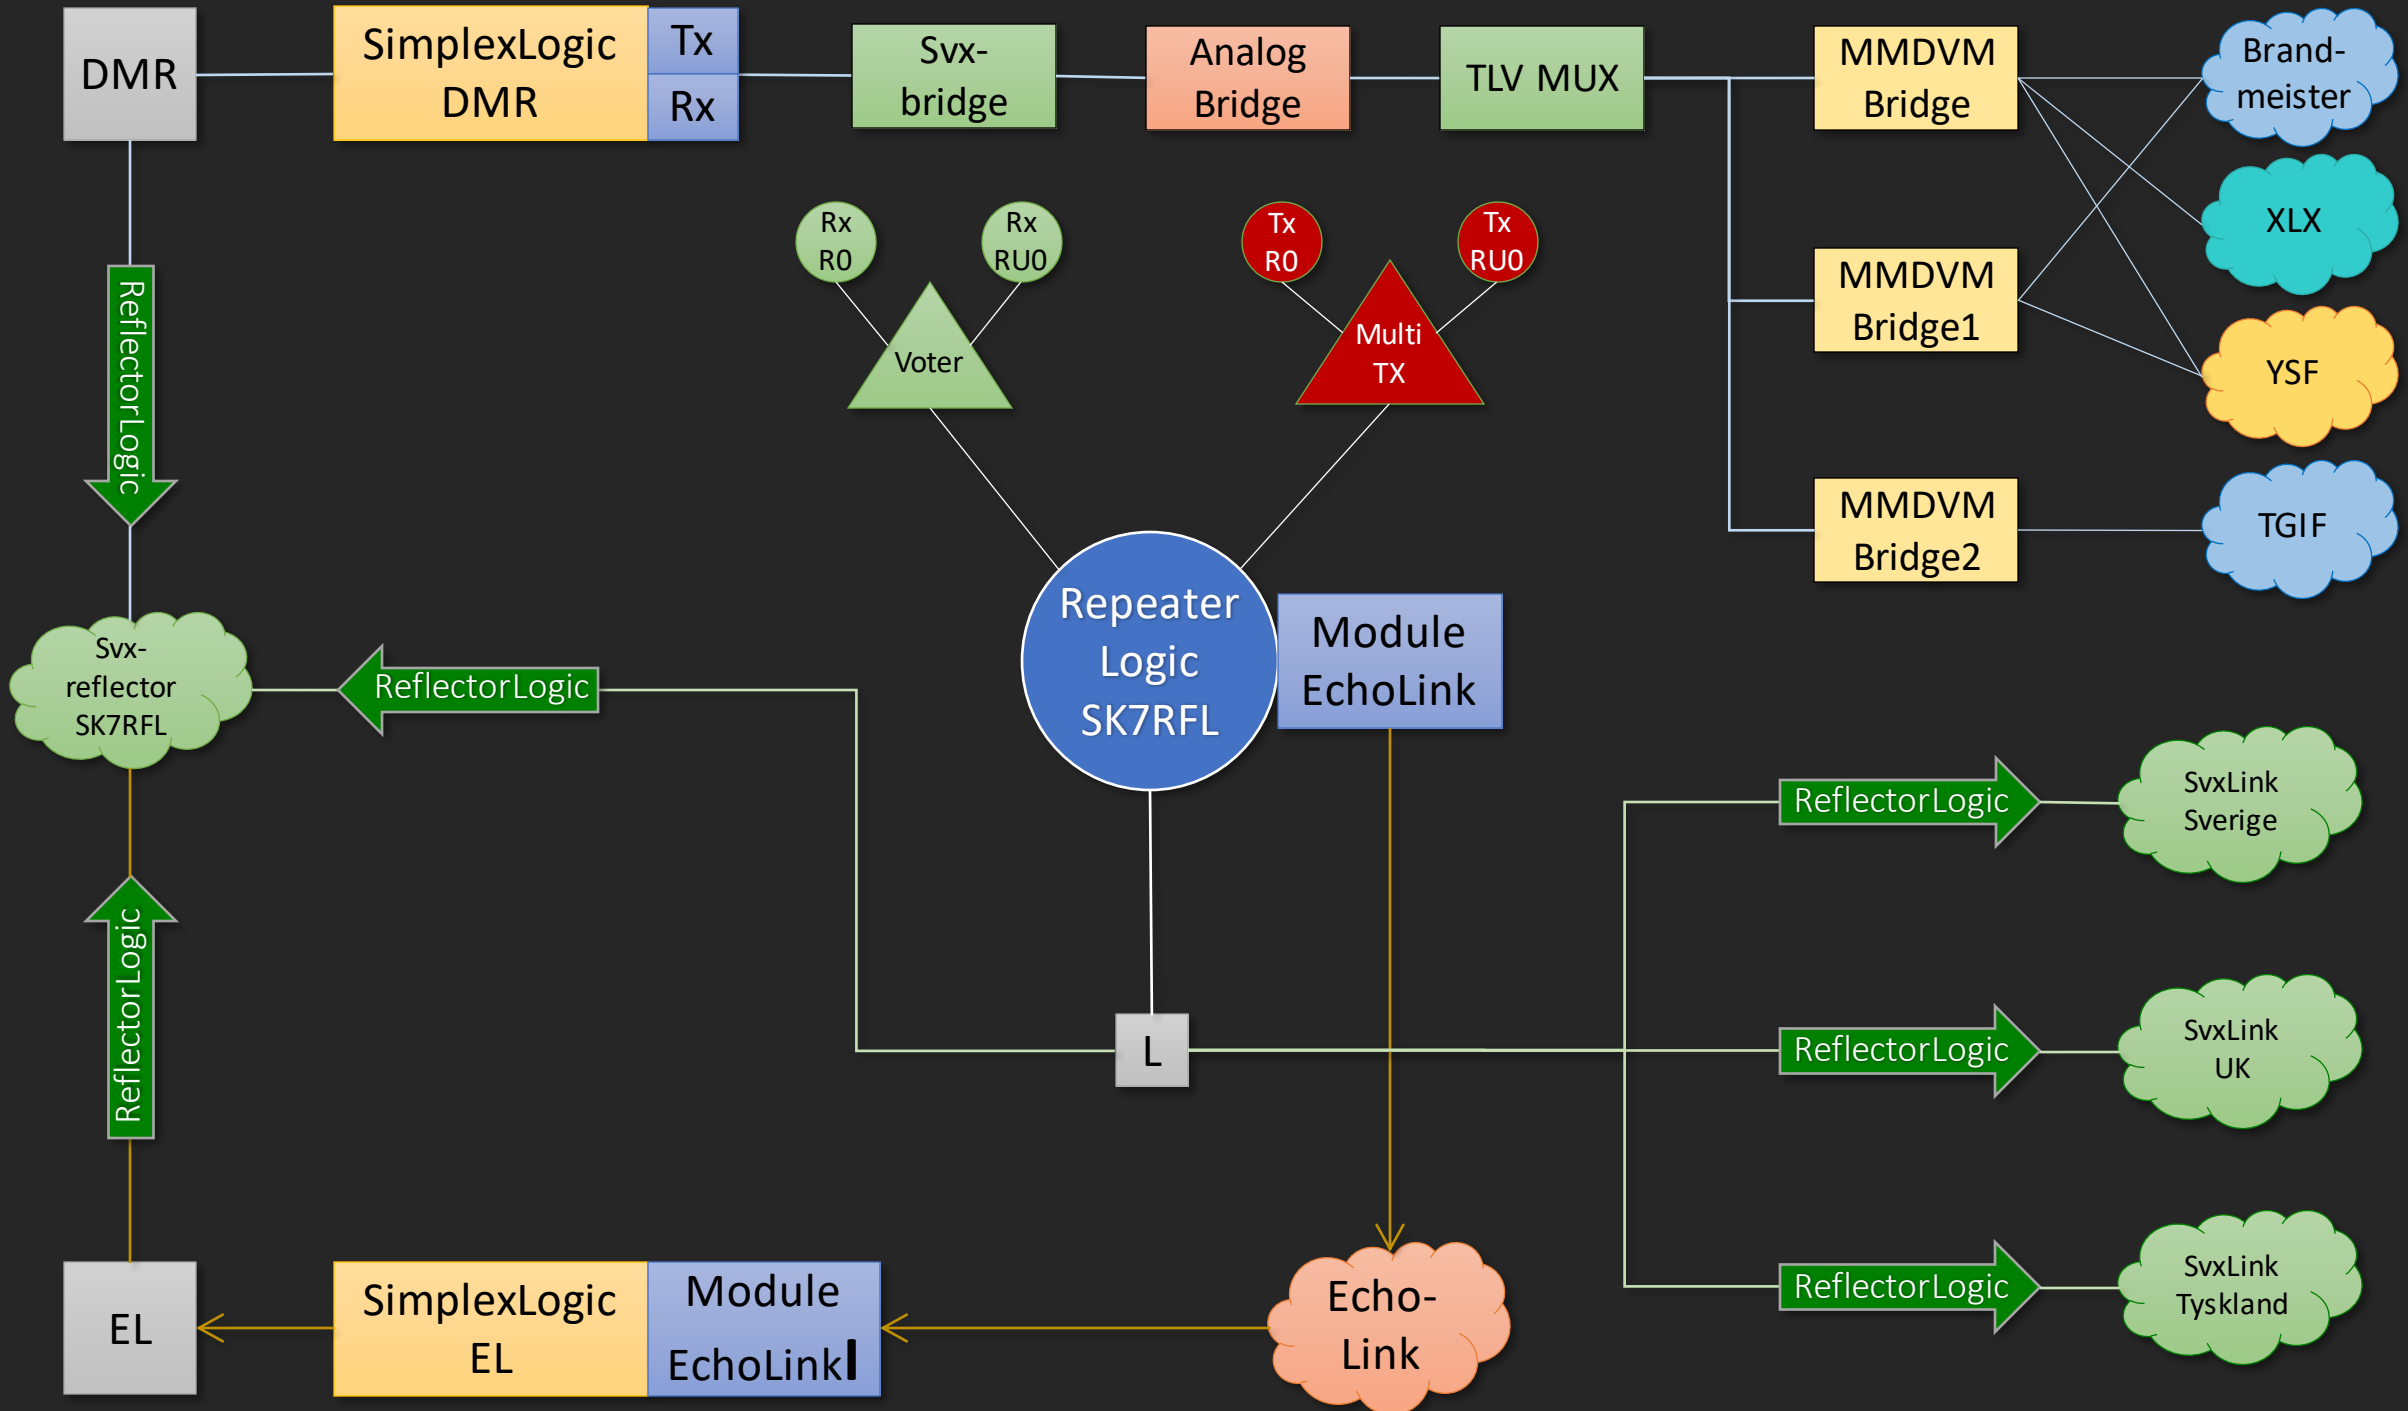 DMR
SimplexLogic
DMR
Tx
Rx
Svx-
bridge
Analog
Bridge
TLV MUX
MMDVM
Bridge
Brand-
meister
XLX
YSF
TGIF
MMDVM
Bridge1
MMDVM
Bridge2
Rx
R0
Rx
RU0
Voter
Tx
R0
Tx
RU0
Multi
TX
ReflectorLogic
Repeater
Logic
SK7RFL
Module
EchoLink
Svx-
reflector
SK7RFL
ReflectorLogic
ReflectorLogic
SvxLink
Sverige
L
ReflectorLogic
SvxLink
UK
ReflectorLogic
ReflectorLogic
SvxLink
Tyskland
EL
SimplexLogic
EL
Module
EchoLinkI
Echo-
Link